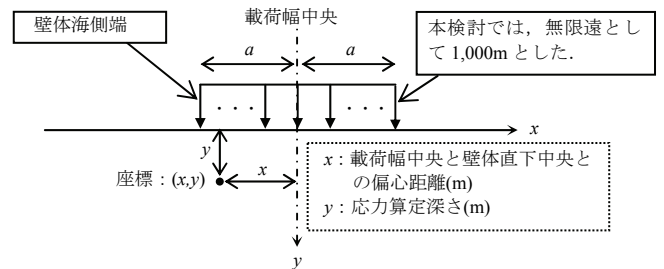 載荷幅中央
壁体海側端
本検討では，無限遠とし
て 1,000m とした．
a
a
. . .
. . .
x
y
x
座標：(x,y)
x：載荷幅中央と壁体直下中央と
の偏心距離(m)
y：応力算定深さ(m)
y